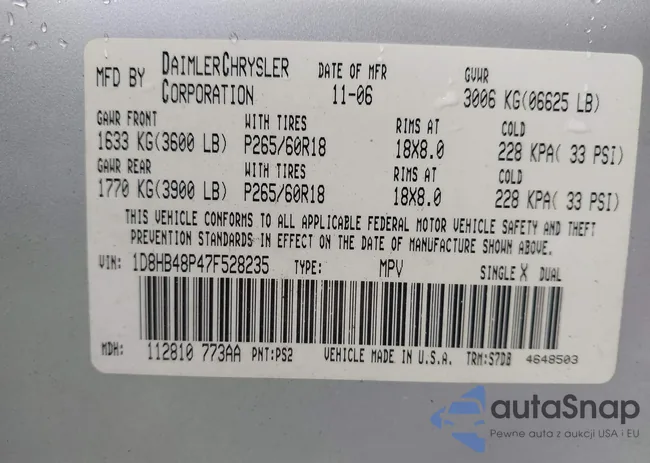 MFD BY DAIMLERCHRYSLER CORPORATION DATE OF MFR 11-06 GVWR 3006 KG(06625 LB)
GAWR FRONT WITH TIRES RIMS AT COLD
1633 KG(3600 LB) P265/60R18 18X8.0 228 KPA( 33 PSI)
GAWR REAR WITH TIRES RIMS AT COLD
1770 KG(3900 LB) P265/60R18 18X8.0 228 KPA( 33 PSI)
THIS VEHICLE CONFORMS TO ALL APPLICABLE FEDERAL MOTOR VEHICLE SAFETY AND THEFT
PREVENTION STANDARDS IN EFFECT ON THE DATE OF MANUFACTURE SHOWN ABOVE.
VIN: 1D8HB48P47F528235 TYPE: MPV SINGLE X DUAL
MDH: 112810 773AA PNT:PS2 VEHICLE MADE IN U.S.A. TRM:S7DB 4648503
autaSnap
Pewne auta z aukcji USA i EU